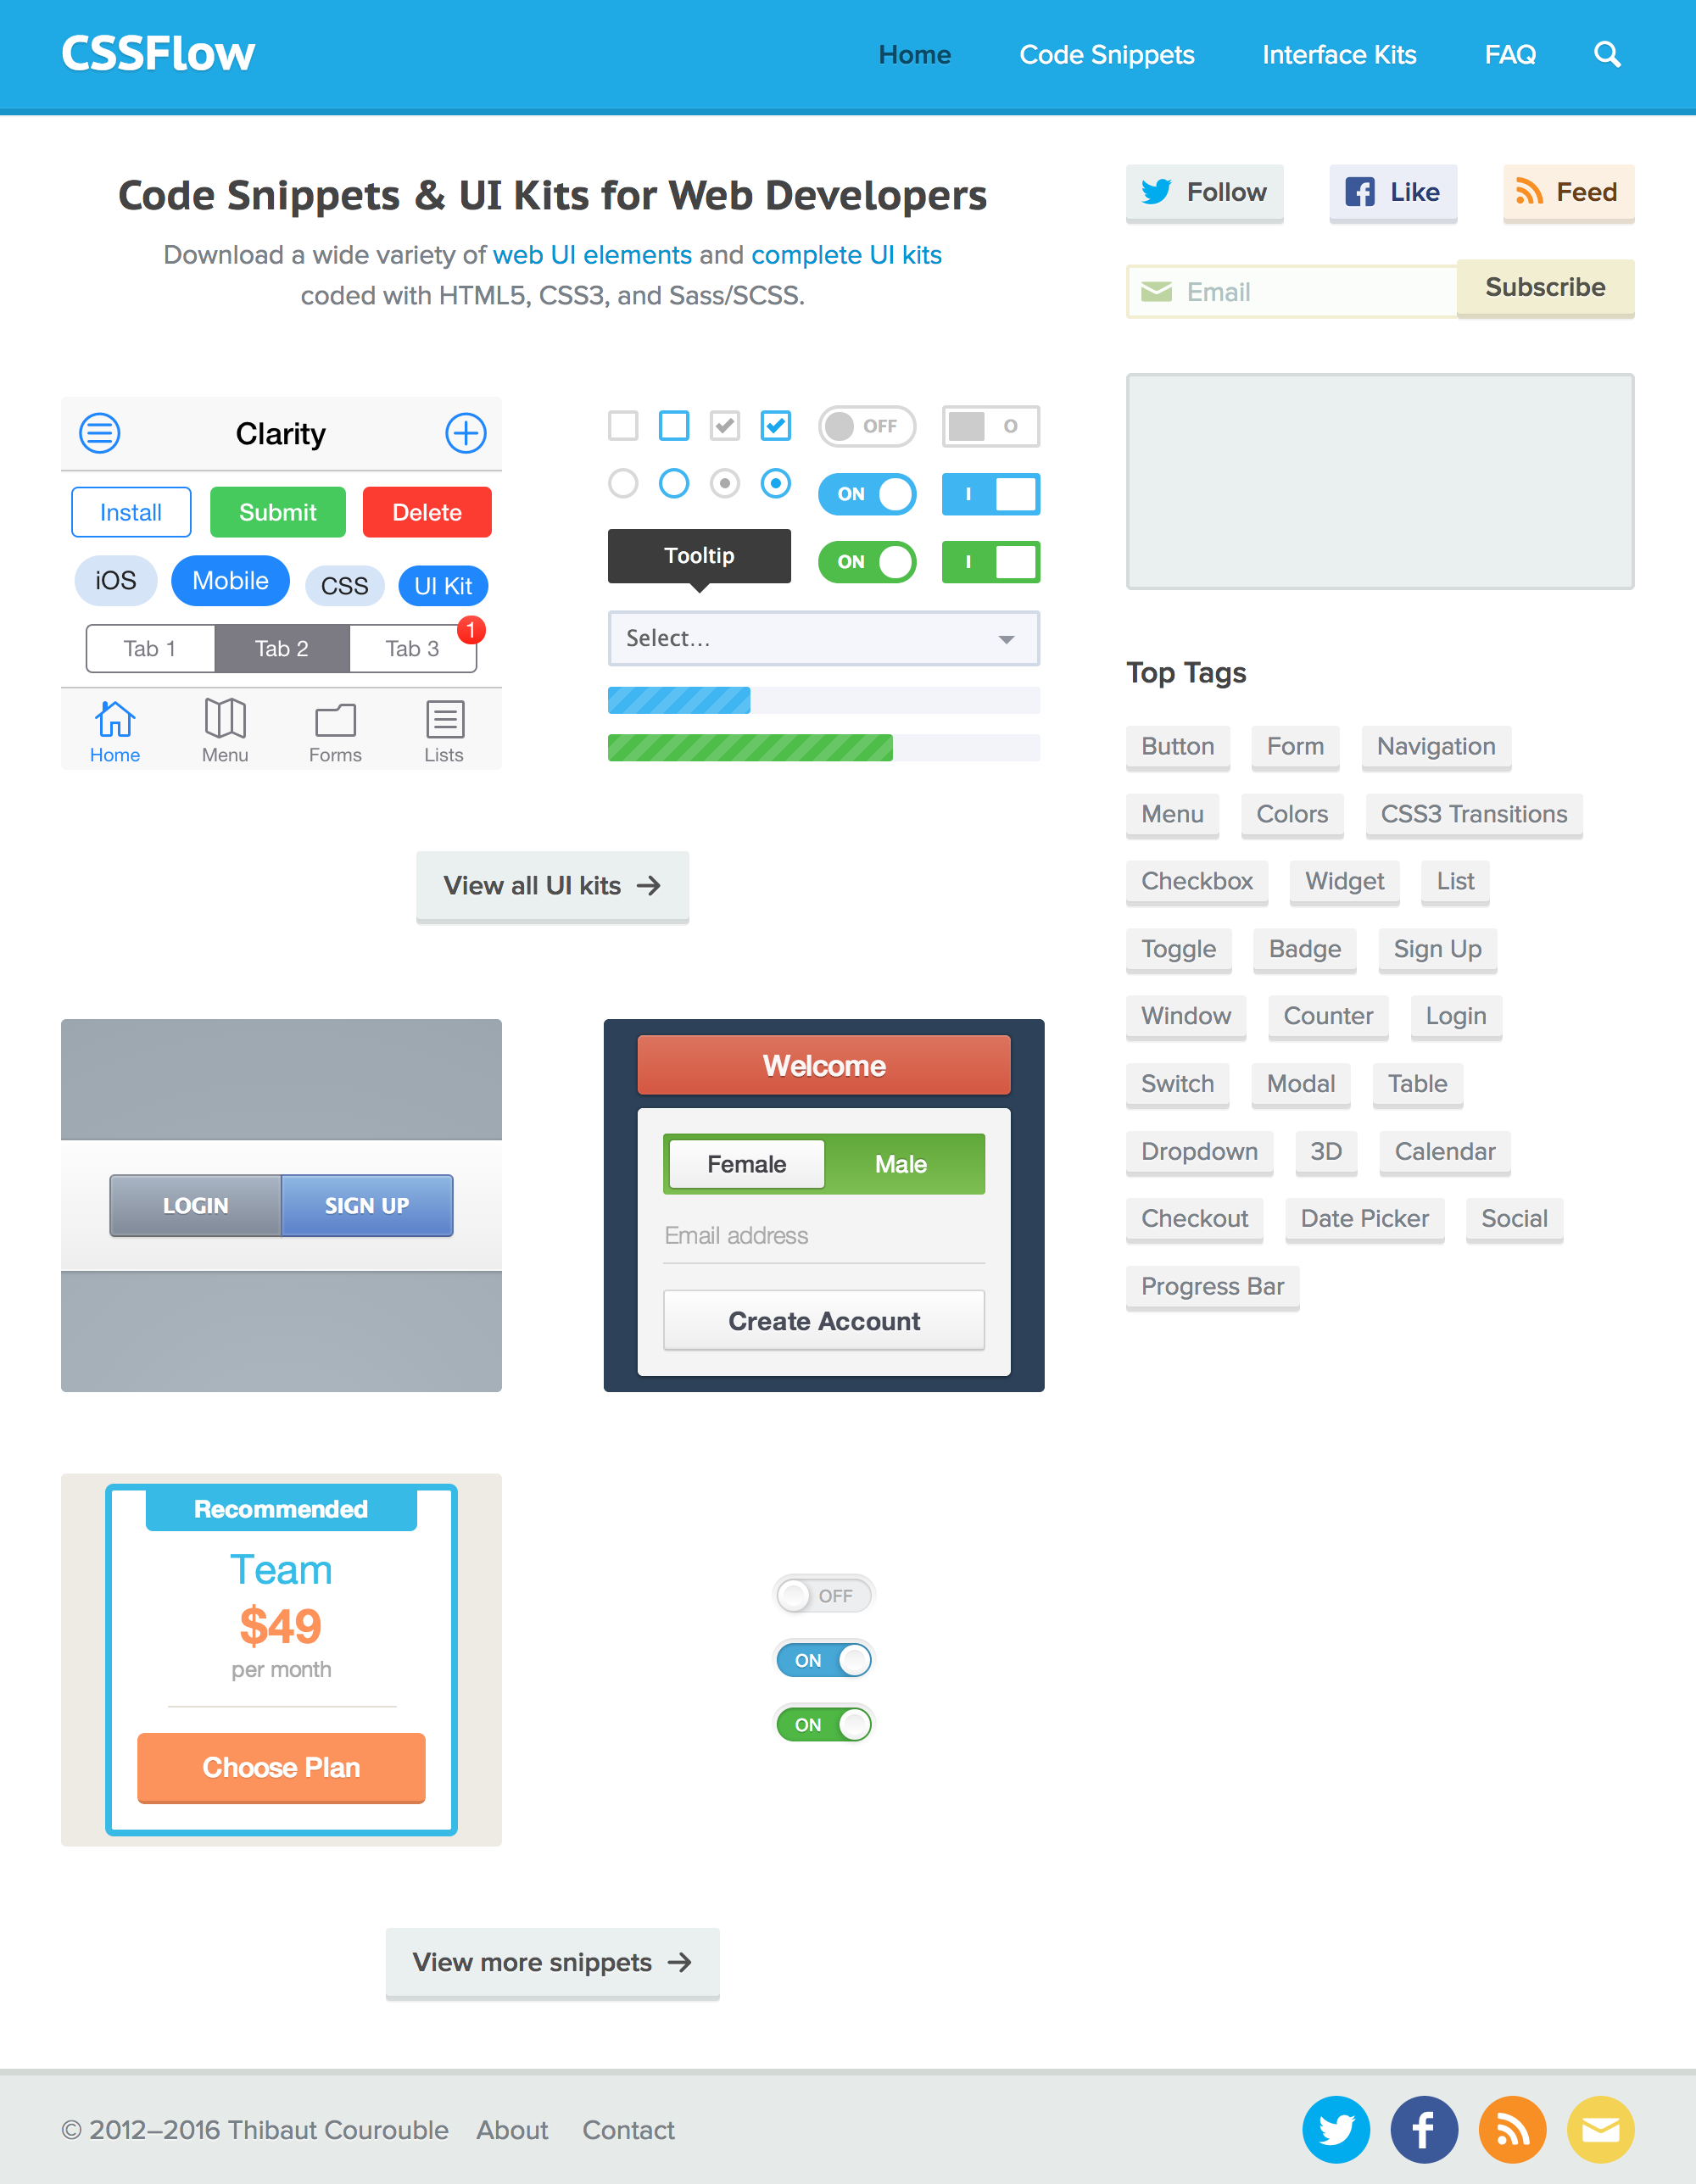 CSSFlow
Home Code Snippets Interface Kits FAQ
Code Snippets & UI Kits for Web Developers
Download a wide variety of web UI elements and complete UI kits
coded with HTML5, CSS3, and Sass/SCSS.
Clarity
Install Submit Delete
iOS Mobile CSS UI Kit
Tab 1 Tab 2 Tab 3 1
Home Menu Forms Lists
OFF O
ON I
Tooltip ON I
Select...
View all UI kits
LOGIN SIGN UP
Welcome
Female Male
Email address
Create Account
Recommended
Team
$49
per month
Choose Plan
OFF
ON
ON
View more snippets
Follow Like Feed
Email Subscribe
Top Tags
Button Form Navigation
Menu Colors CSS3 Transitions
Checkbox Widget List
Toggle Badge Sign Up
Window Counter Login
Switch Modal Table
Dropdown 3D Calendar
Checkout Date Picker Social
Progress Bar
© 2012–2016 Thibaut Courouble About Contact